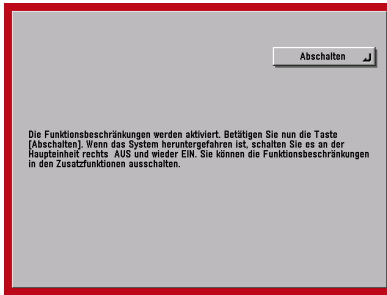 Abschalten
Die Funktionsbeschränkungen werden aktiviert. Betätigen Sie nun die Taste
[Abschalten]. Wenn das System heruntergefahren ist, schalten Sie es an der
Haupteinheit rechts AUS und wieder EIN. Sie können die Funktionsbeschränkungen
in den Zusatzfunktionen ausschalten.